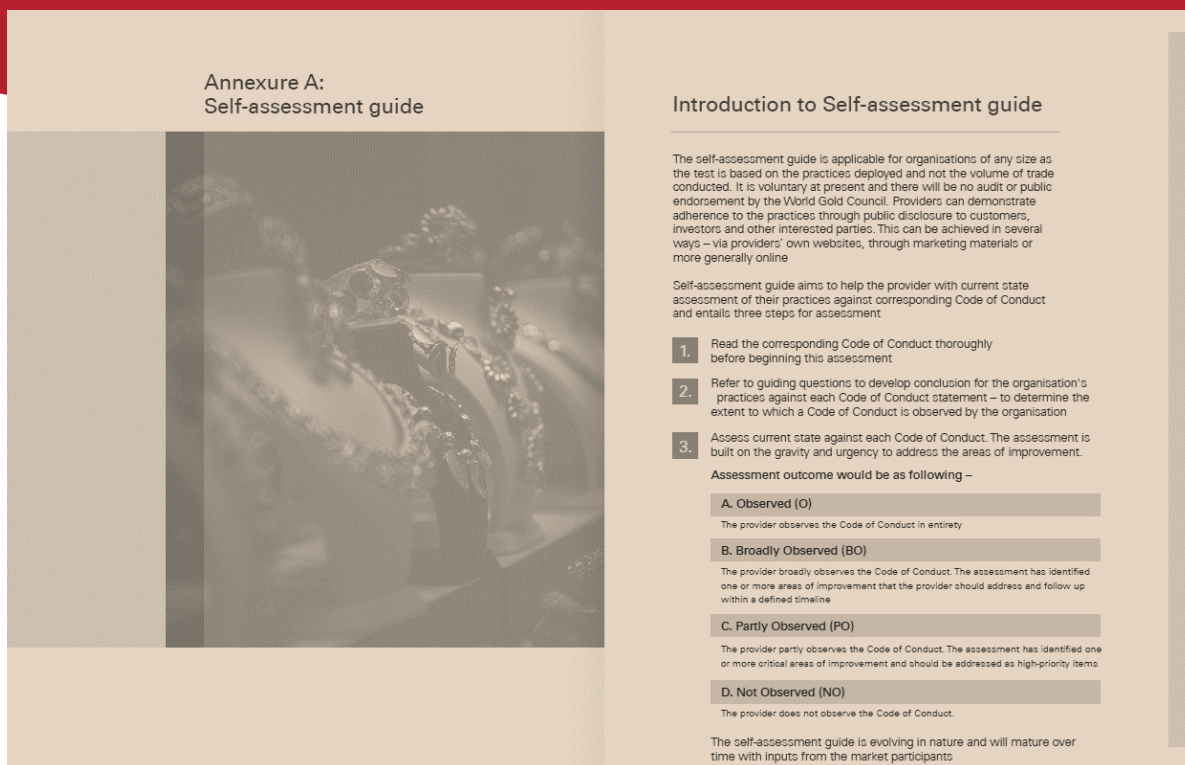 Annexure A:
Self-assessment guide
Introduction to Self-assessment guide
The self-assessment guide is applicable for organisations of any size as
the test is based on the practices deployed and not the volume of trade
conducted. It is voluntary at present and there will be no audit or public
endorsement by the World Gold Council. Providers can demonstrate
adherence to the practices through public disclosure to customers,
investors and other interested parties. This can be achieved in several
ways – via providers' own websites, through marketing materials or
more generally online
Self-assessment guide aims to help the provider with current state
assessment of their practices against corresponding Code of Conduct
and entails three steps for assessment
1. Read the corresponding Code of Conduct thoroughly
before beginning this assessment
2. Refer to guiding questions to develop conclusion for the organisation's
practices against each Code of Conduct statement – to determine the
extent to which a Code of Conduct is observed by the organisation
3. Assess current state against each Code of Conduct. The assessment is
built on the gravity and urgency to address the areas of improvement.
Assessment outcome would be as following –
A. Observed (O)
The provider observes the Code of Conduct in entirety
B. Broadly Observed (BO)
The provider broadly observes the Code of Conduct. The assessment has identified
one or more areas of improvement that the provider should address and follow up
within a defined timeline
C. Partly Observed (PO)
The provider partly observes the Code of Conduct. The assessment has identified one
or more critical areas of improvement and should be addressed as high-priority items
D. Not Observed (NO)
The provider does not observe the Code of Conduct.
The self-assessment guide is evolving in nature and will mature over
time with inputs from the market participants